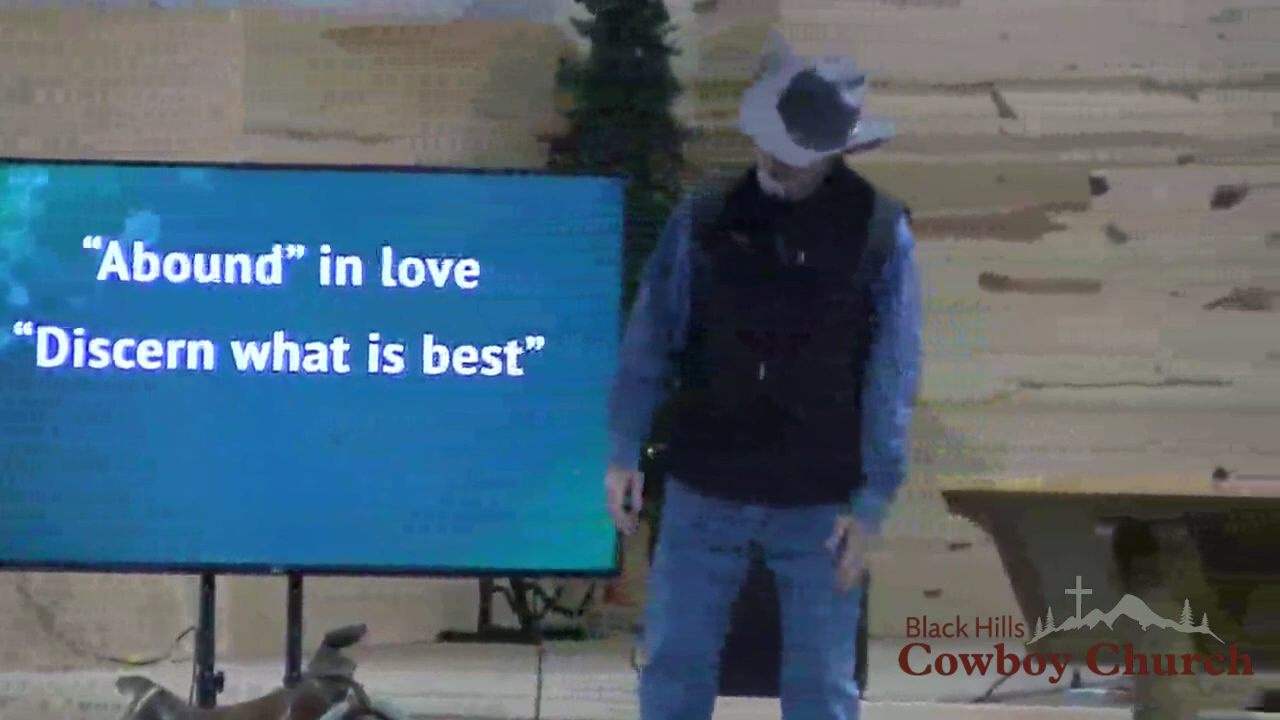 “Abound” in love
“Discern what is best”
Black Hills
Cowboy Church